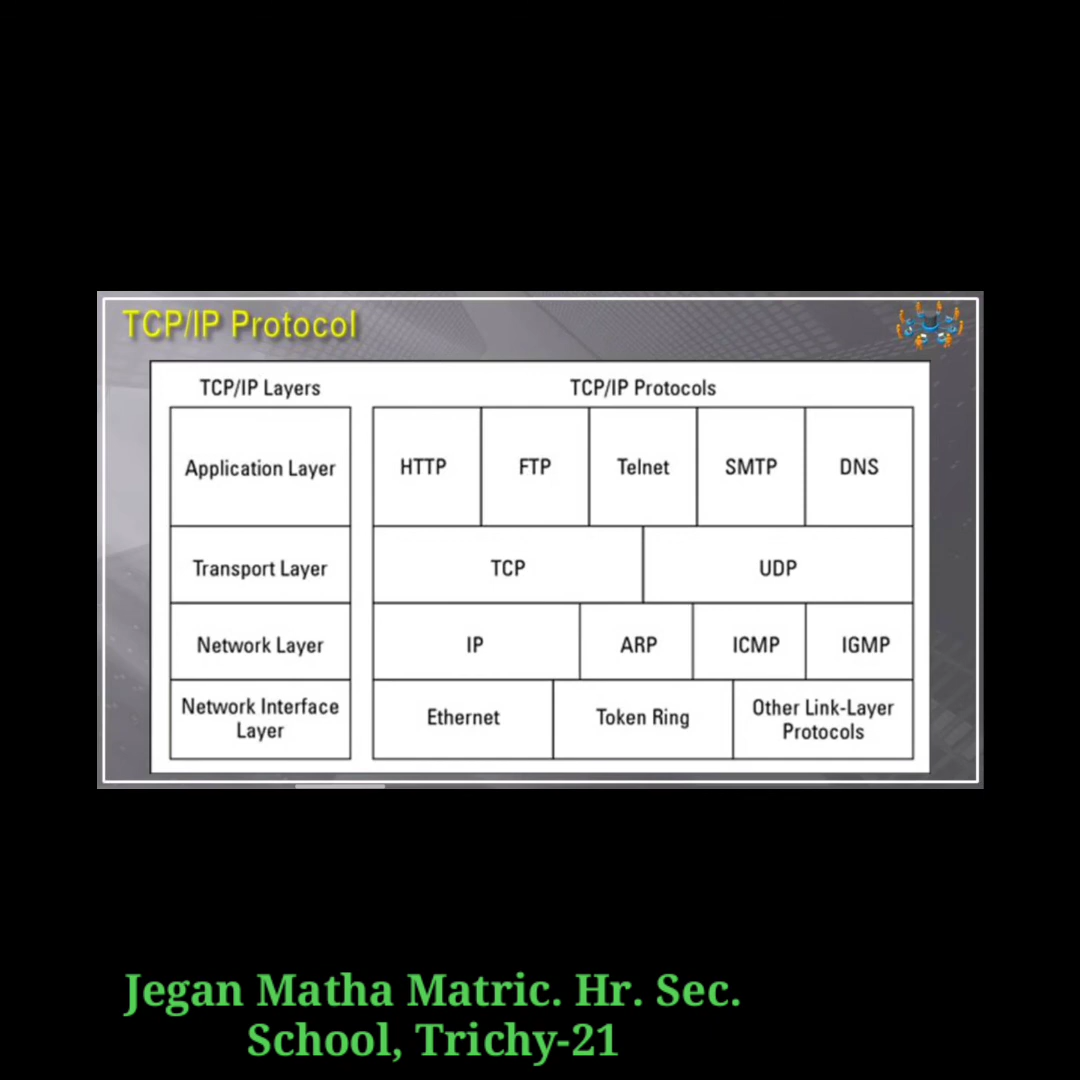 TCP/IP Protocol
TCP/IP Layers
TCP/IP Protocols
Application Layer
HTTP
FTP
Telnet
SMTP
DNS
Transport Layer
TCP
UDP
Network Layer
IP
ARP
ICMP
IGMP
Network Interface
Layer
Ethernet
Token Ring
Other Link-Layer
Protocols
Jegan Matha Matric. Hr. Sec.
School, Trichy-21